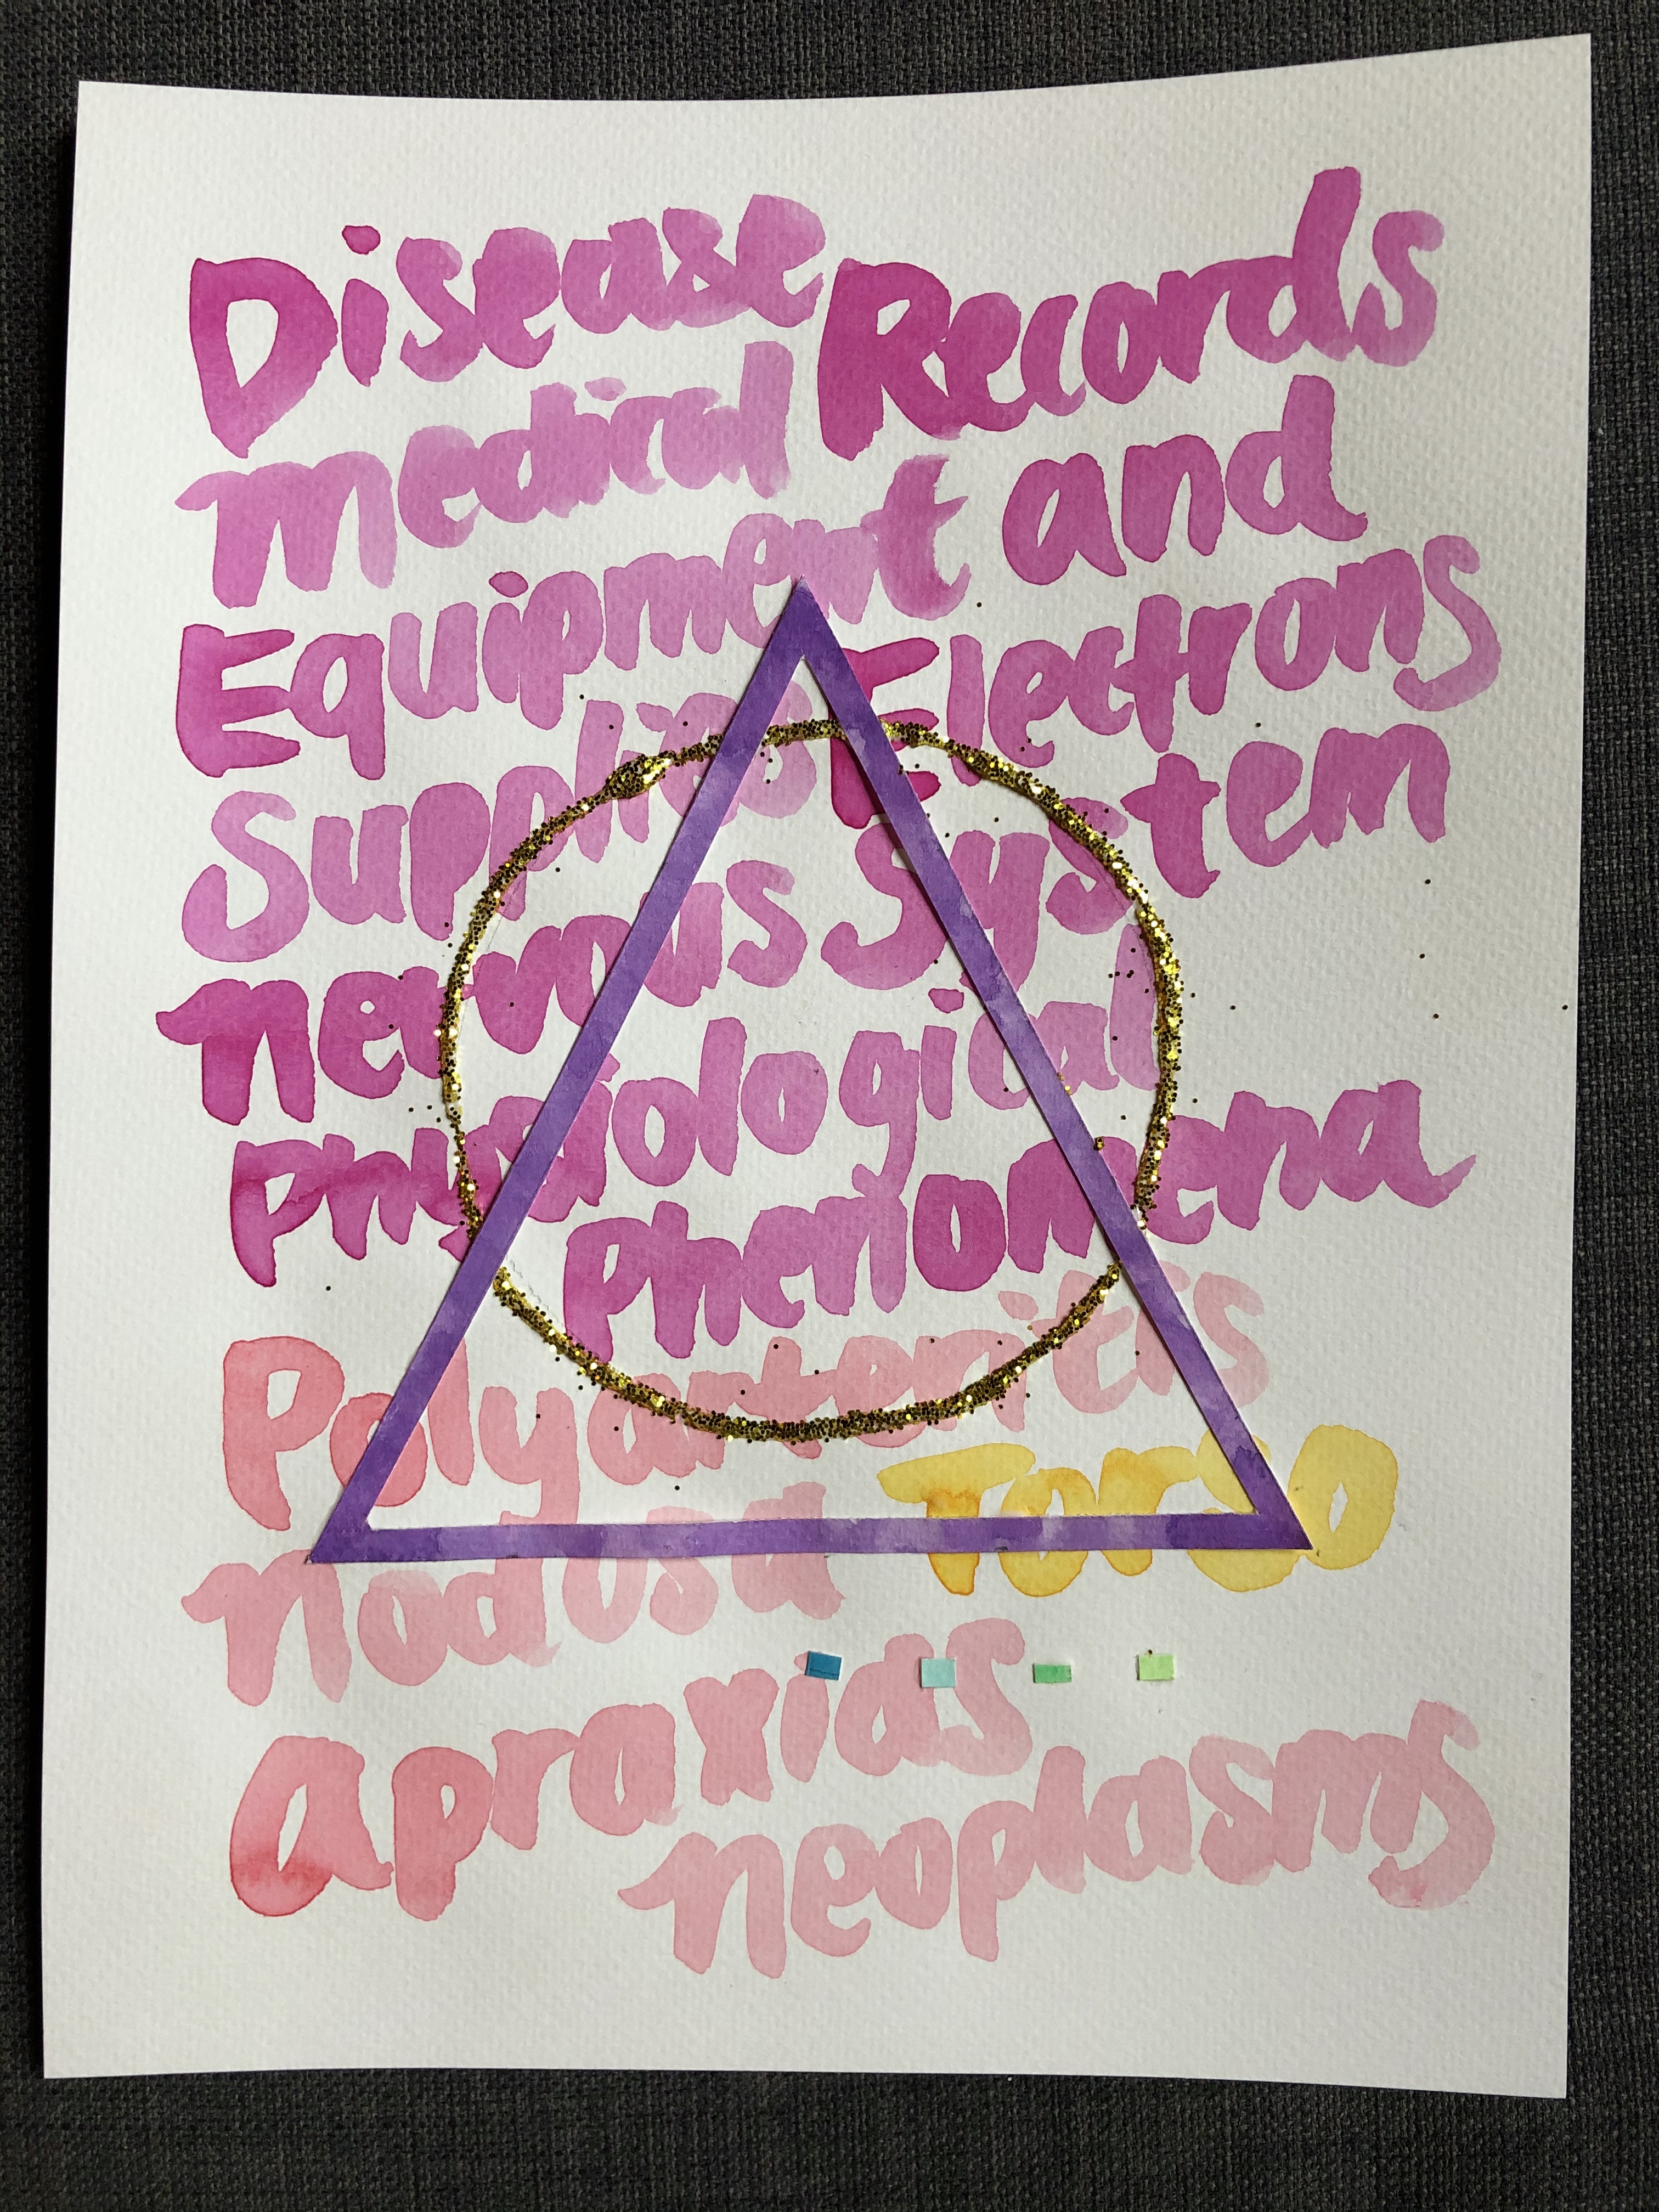 Disease Records
medical
Equipment and
Supplies Electrons
nervous System
physiological
phenomena
Polyarteritis
nodosa Torso
apraxias
neoplasms